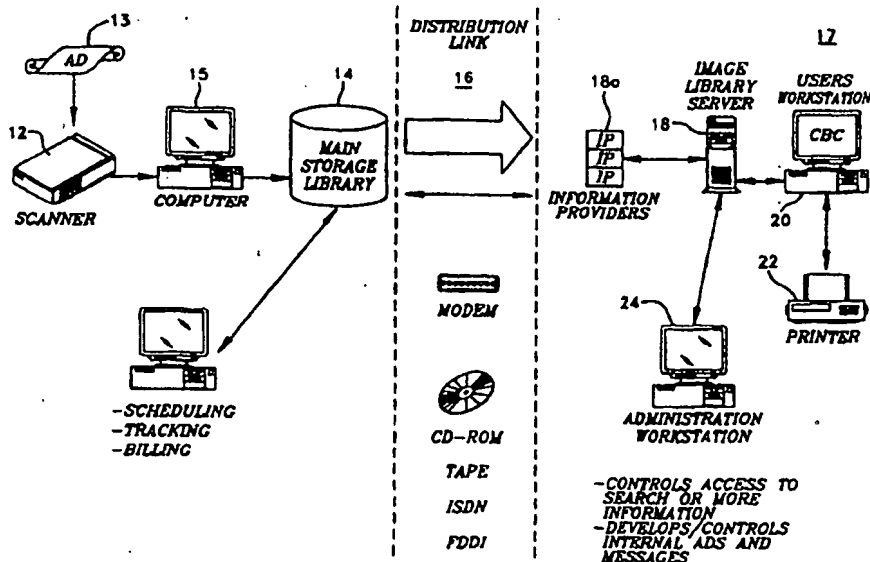 13
AD
12
SCANNER
15
COMPUTER
14
MAIN
STORAGE
LIBRARY
-SCHEDULING
-TRACKING
-BILLING
DISTRIBUTION
LINK
16
MODEM
CD-ROM
TAPE
ISDN
FDDI
17
18a
IP
IP
IP
INFORMATION
PROVIDERS
IMAGE
LIBRARY
SERVER
18
USERS
WORKSTATION
CBC
20
22
PRINTER
24
ADMINISTRATION
WORKSTATION
-CONTROLS ACCESS TO
SEARCH OR MORE
INFORMATION
-DEVELOPS/CONTROLS
INTERNAL ADS AND
MESSAGES